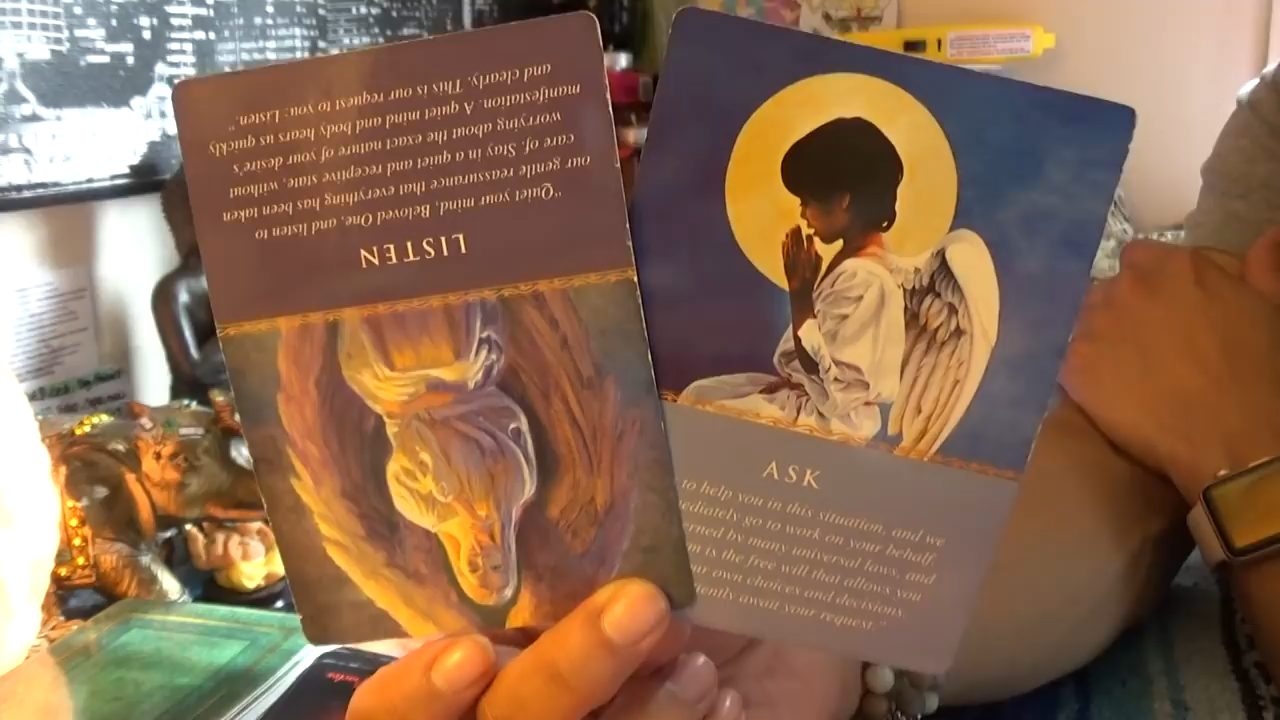 LISTEN
"Quiet your mind, Beloved One, and listen to
our gentle reassurance that everything has been taken
care of. Stay in a quiet and receptive state, without
worrying about the exact nature of your desire's
manifestation. A quiet mind and body hears us quickly
and clearly. This is our request to you: Listen."
ASK
to help you in this situation, and we
ediately go to work on your behalf.
erned by many universal laws, and
m is the free will that allows you
ur own choices and decisions.
iently await your request."